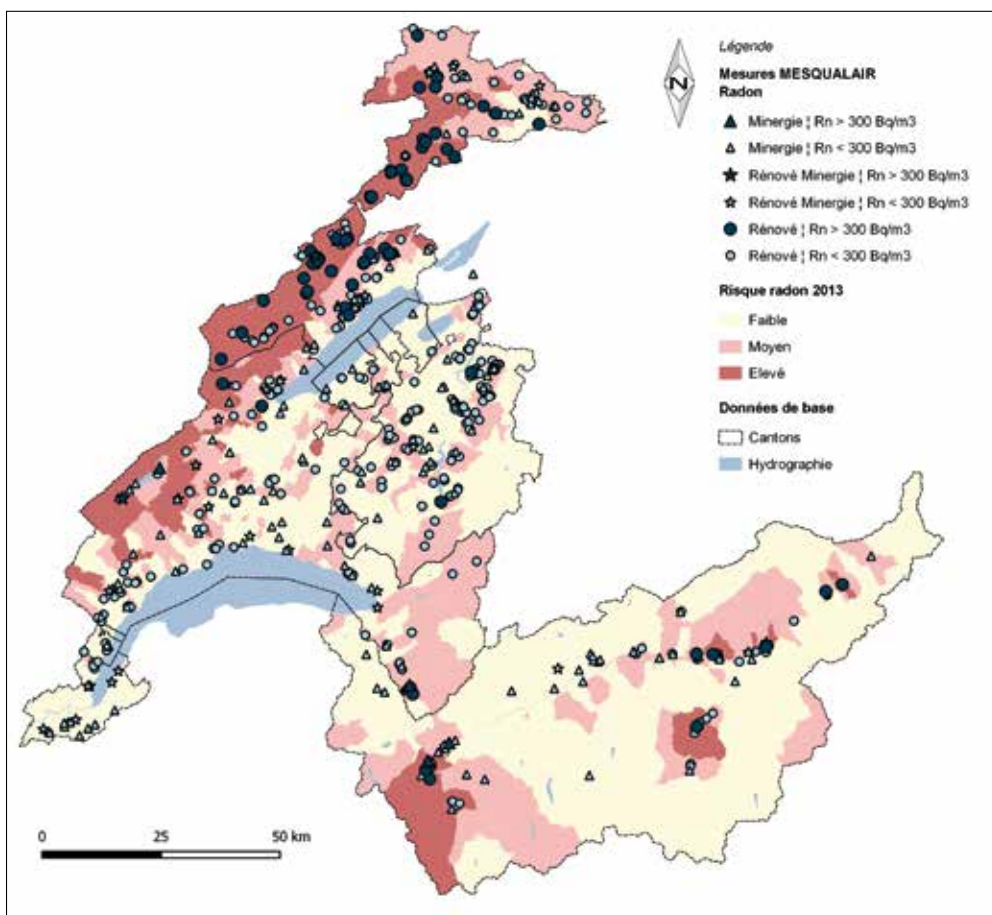 Légende
Mesures MESQUALAIR
Radon
Minergie ¦ Rn > 300 Bq/m3
Minergie ¦ Rn < 300 Bq/m3
Rénové Minergie ¦ Rn > 300 Bq/m3
Rénové Minergie ¦ Rn < 300 Bq/m3
Rénové ¦ Rn > 300 Bq/m3
Rénové ¦ Rn < 300 Bq/m3
Risque radon 2013
Faible
Moyen
Elevé
Données de base
Cantons
Hydrographie
N
0 25 50 km